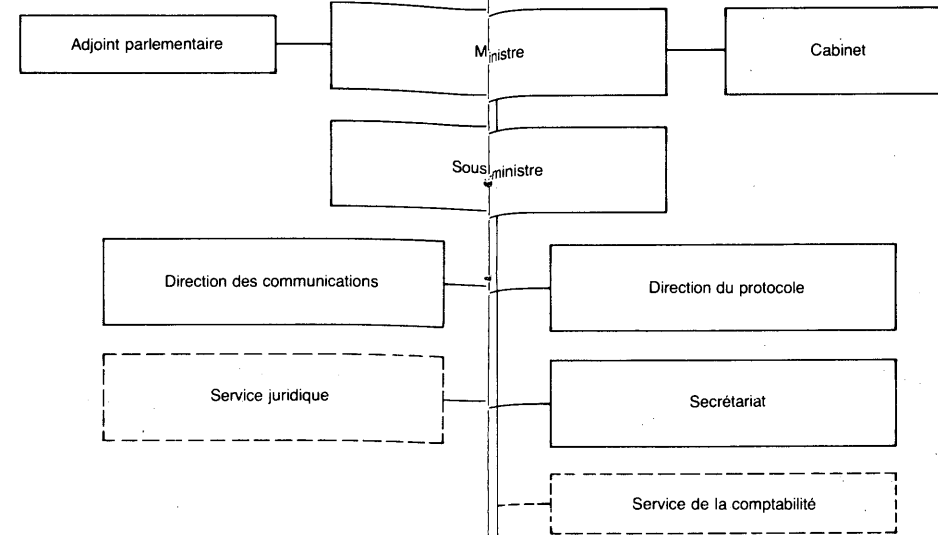 Adjoint parlementaire
Ministre
Cabinet
Sous-ministre
Direction des communications
Direction du protocole
Service juridique
Secrétariat
Service de la comptabilité